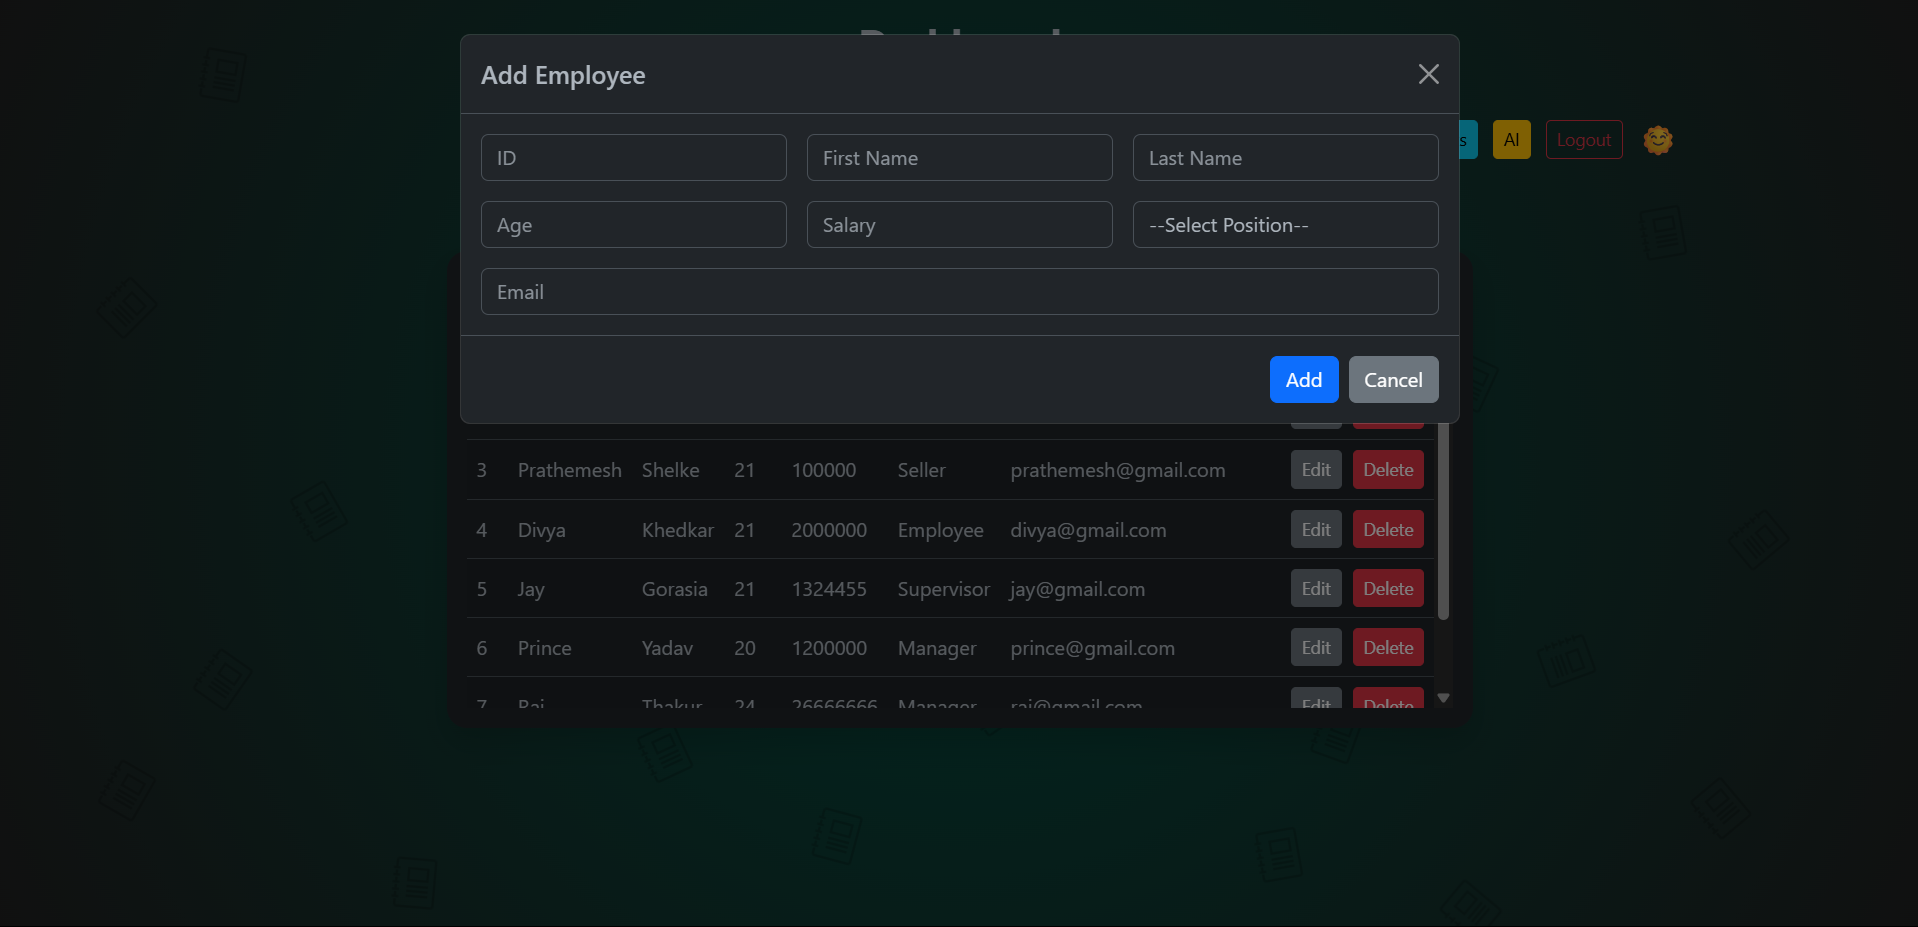 Add Employee
s AI Logout
ID First Name Last Name
Age Salary --Select Position--
Email
Add Cancel
3 Prathemesh Shelke 21 100000 Seller prathemesh@gmail.com Edit Delete
4 Divya Khedkar 21 2000000 Employee divya@gmail.com Edit Delete
5 Jay Gorasia 21 1324455 Supervisor jay@gmail.com Edit Delete
6 Prince Yadav 20 1200000 Manager prince@gmail.com Edit Delete
7 Raj Thakur 24 26666666 Manager raj@gmail.com Edit Delete